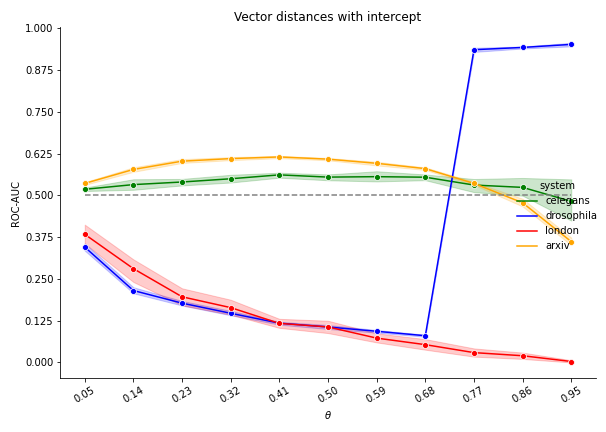 Vector distances with intercept
1.000
0.875
0.750
0.625
0.500
0.375
0.250
0.125
0.000
ROC-AUC
system
celegans
drosophila
london
arxiv
0.05 0.14 0.23 0.32 0.41 0.50 0.59 0.68 0.77 0.86 0.95
θ